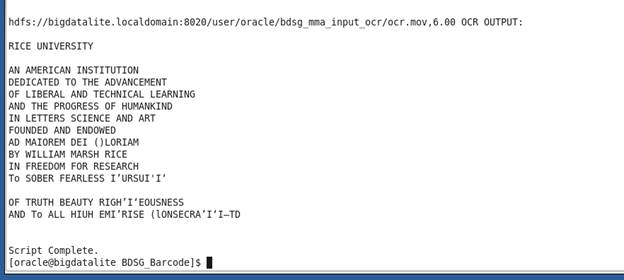 hdfs://bigdatalite.localdomain:8020/user/oracle/bdsg_mma_input_ocr/ocr.mov,6.00 OCR OUTPUT:
RICE UNIVERSITY
AN AMERICAN INSTITUTION
DEDICATED TO THE ADVANCEMENT
OF LIBERAL AND TECHNICAL LEARNING
AND THE PROGRESS OF HUMANKIND
IN LETTERS SCIENCE AND ART
FOUNDED AND ENDOWED
AD MAIOREM DEI ()LORIAM
BY WILLIAM MARSH RICE
IN FREEDOM FOR RESEARCH
To SOBER FEARLESS I’URSUI'I‘
OF TRUTH BEAUTY RIGH’I‘EOUSNESS
AND To ALL HIUH EMI’RISE (lONSECRA’I‘I—TD
Script Complete.
[oracle@bigdatalite BDSG_Barcode]$